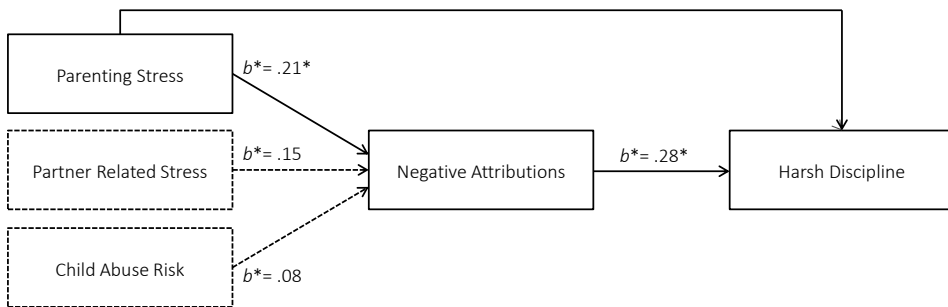 Parenting Stress
b*= .21*
Partner Related Stress
b*= .15
Child Abuse Risk
b*= .08
Negative Attributions
b*= .28*
Harsh Discipline